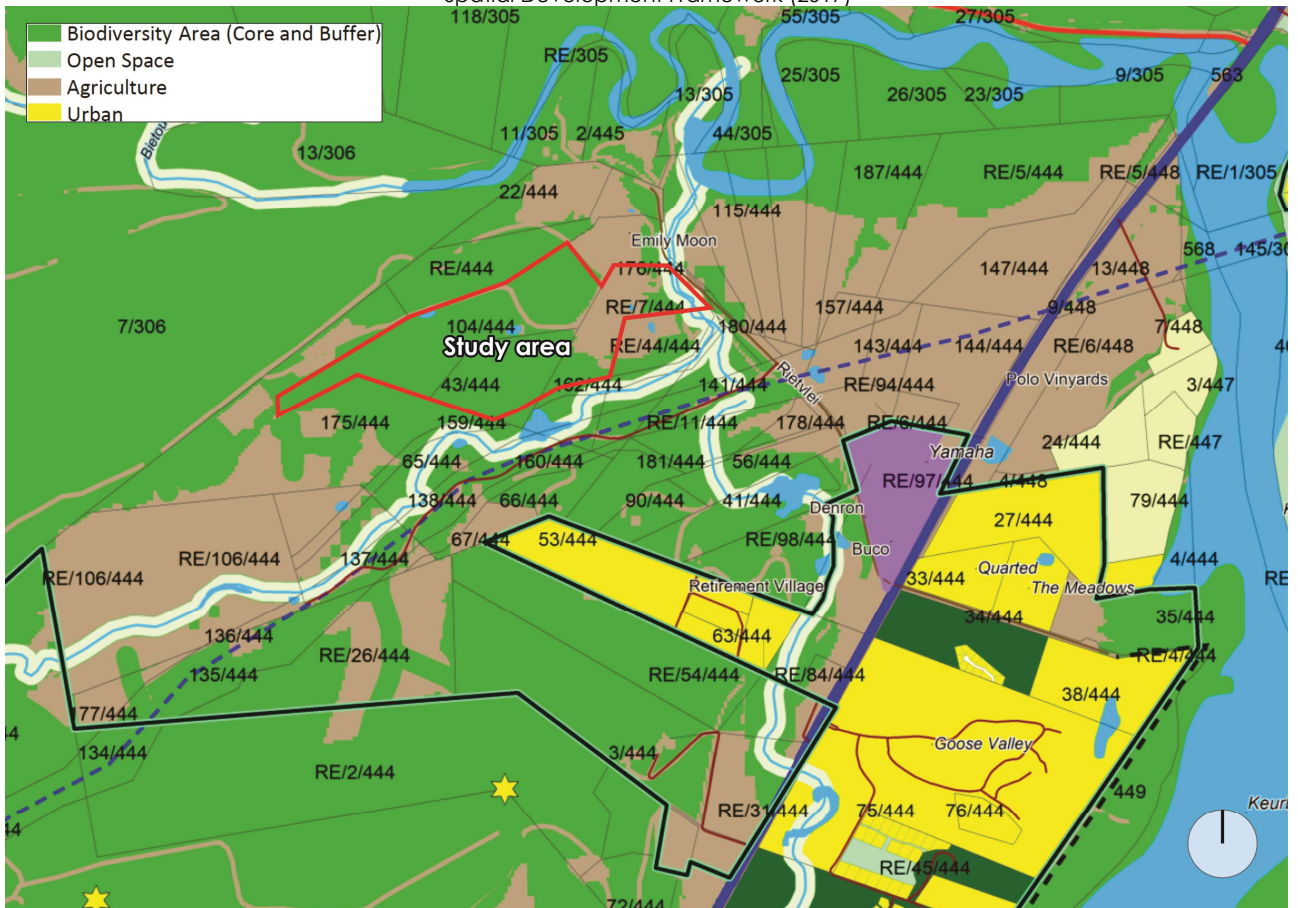 Spatial Development Framework (2017)
118/305
55/305
27/305
Biodiversity Area (Core and Buffer)
Open Space
Agriculture
Urban
RE/305
25/305
9/305
563
13/305
26/305
23/305
11/305
2/445
44/305
13/306
187/444
RE/5/444
RE/5/448
RE/1/305
22/444
115/444
Emily Moon
568
RE/444
176/444
147/444
13/448
7/306
RE/7/444
157/444
9/448
104/444
180/444
7/448
Study area
RE/44/444
143/444
144/444
RE/6/448
43/444
162/444
141/444
Rietvlei
RE/94/444
Polo Vinyards
3/447
175/444
159/444
RE/11/444
178/444
RE/6/444
24/444
RE/447
65/444
160/444
181/444
56/444
Yamaha
RE/97/444
4/448
138/444
66/444
90/444
41/444
Denron
79/444
27/444
67/444
53/444
RE/98/444
Buco
RE/106/444
137/444
4/444
RE/106/444
Retirement Village
33/444
Quarted
The Meadows
RE
136/444
63/444
34/444
35/444
RE/26/444
RE/4/444
135/444
RE/54/444
RE/84/444
38/444
177/444
134/444
3/444
Goose Valley
RE/2/444
449
RE/31/444
75/444
76/444
RE/45/444
72/444